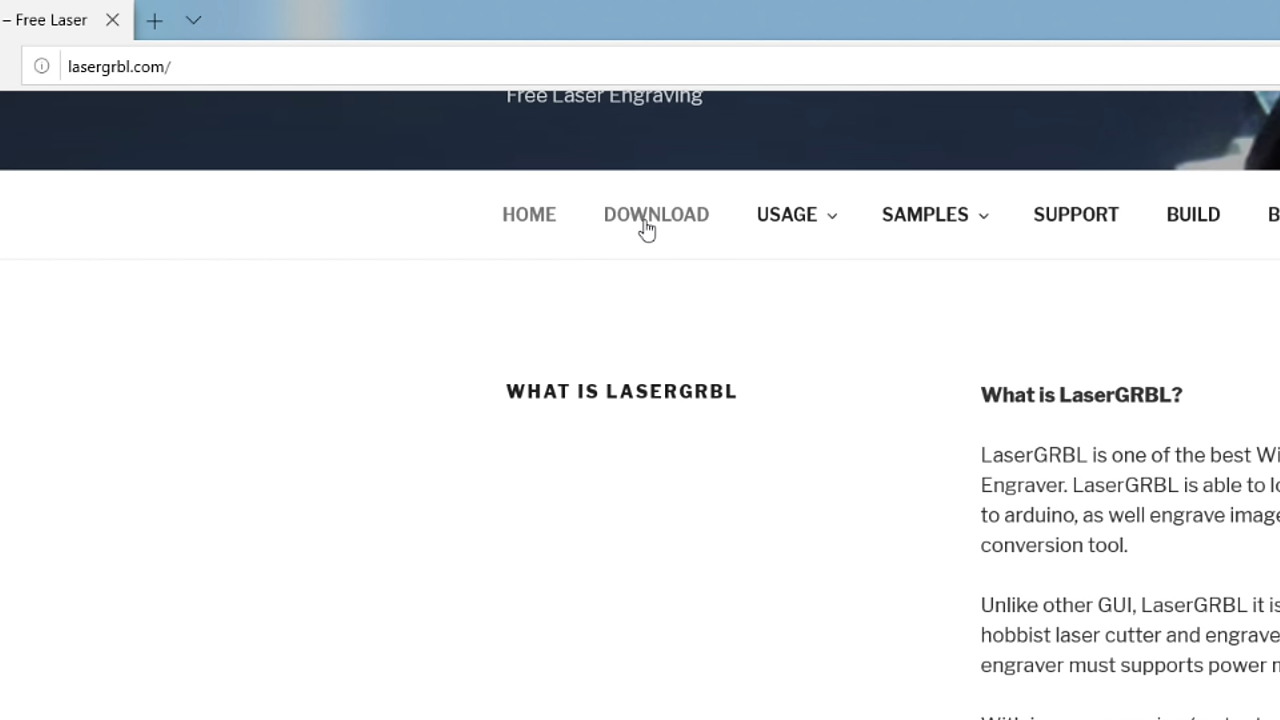 – Free Laser
lasergrbl.com/
Free Laser Engraving
HOME DOWNLOAD USAGE SAMPLES SUPPORT BUILD B
WHAT IS LASERGRBL
What is LaserGRBL?
LaserGRBL is one of the best Wi
Engraver. LaserGRBL is able to lo
to arduino, as well engrave image
conversion tool.
Unlike other GUI, LaserGRBL it is
hobbist laser cutter and engrave
engraver must supports power m